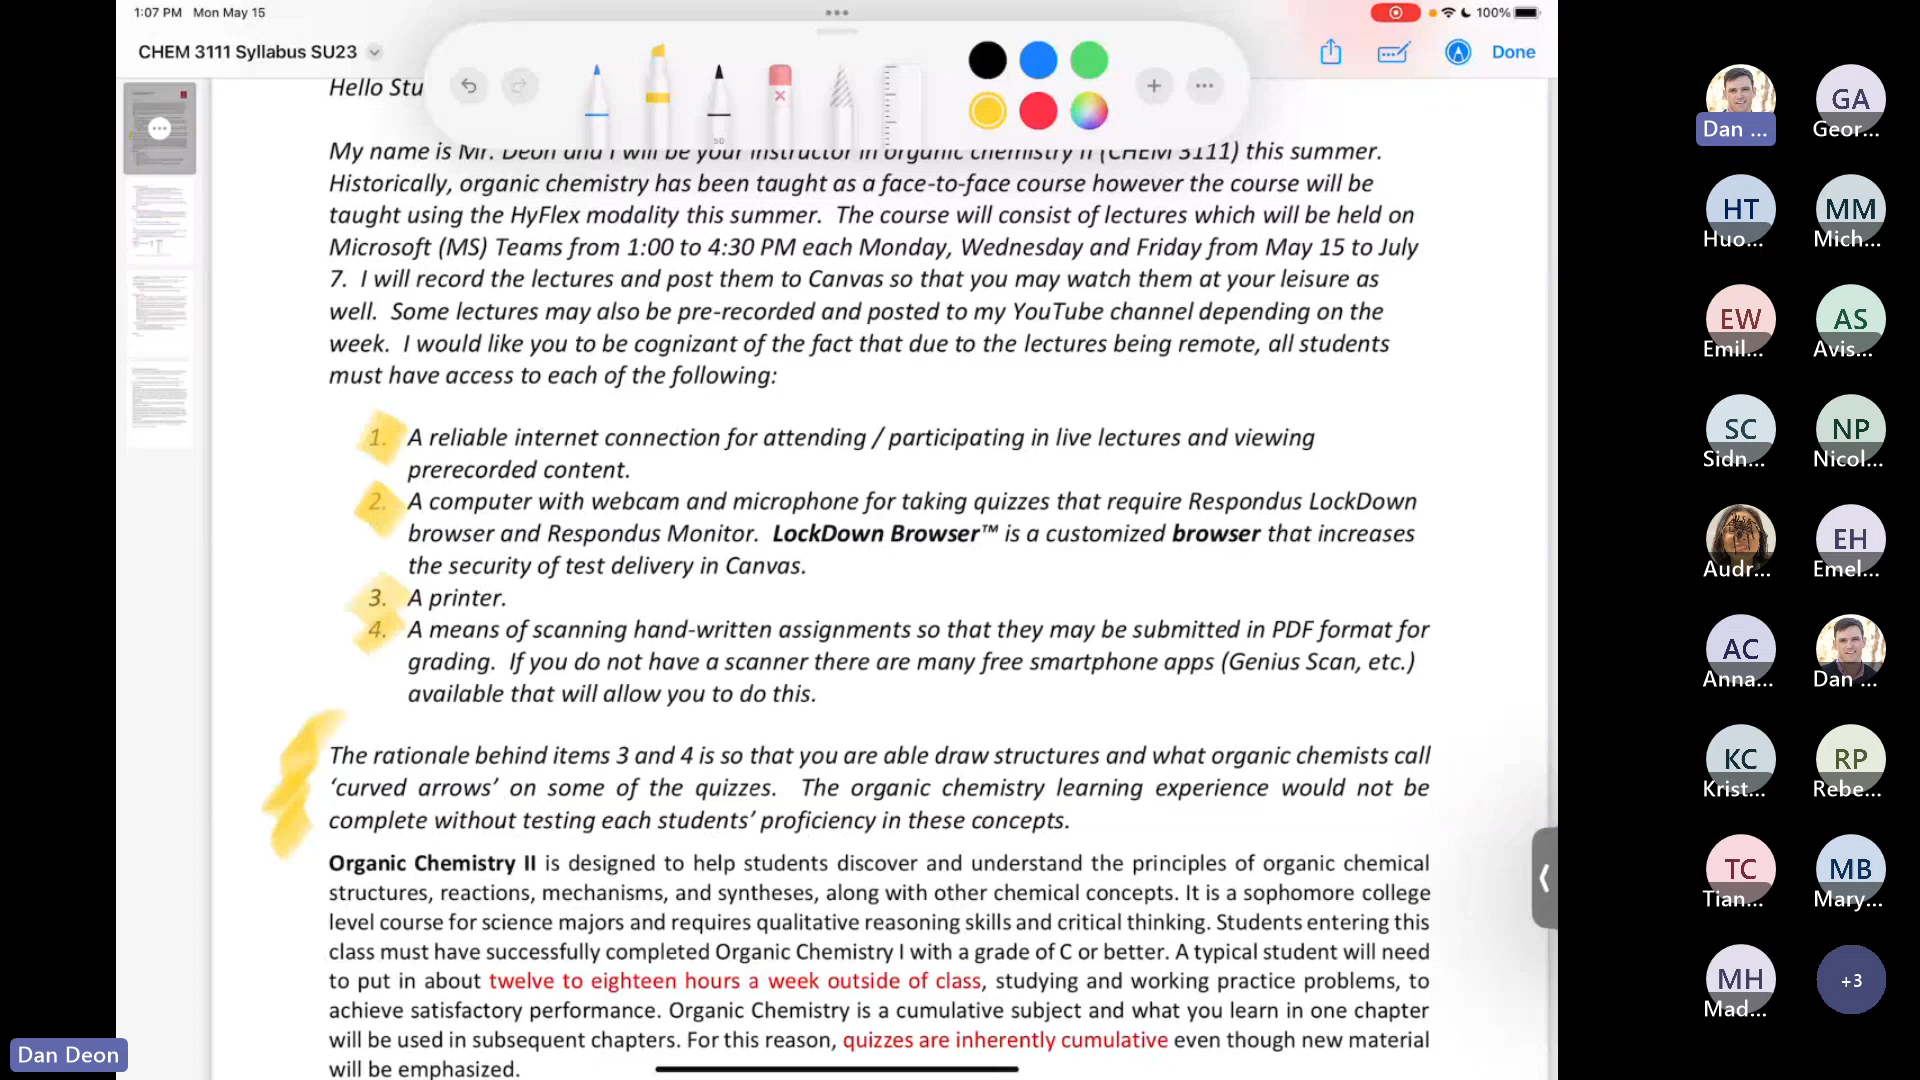 1:07 PM Mon May 15
100%
CHEM 3111 Syllabus SU23
Done
Hello Stu
50
My name is Mr. Deon and I will be your instructor in organic chemistry II (CHEM 3111) this summer.
Historically, organic chemistry has been taught as a face-to-face course however the course will be
taught using the HyFlex modality this summer. The course will consist of lectures which will be held on
Microsoft (MS) Teams from 1:00 to 4:30 PM each Monday, Wednesday and Friday from May 15 to July
7. I will record the lectures and post them to Canvas so that you may watch them at your leisure as
well. Some lectures may also be pre-recorded and posted to my YouTube channel depending on the
week. I would like you to be cognizant of the fact that due to the lectures being remote, all students
must have access to each of the following:
1. A reliable internet connection for attending / participating in live lectures and viewing
prerecorded content.
2. A computer with webcam and microphone for taking quizzes that require Respondus LockDown
browser and Respondus Monitor. LockDown Browser™ is a customized browser that increases
the security of test delivery in Canvas.
3. A printer.
4. A means of scanning hand-written assignments so that they may be submitted in PDF format for
grading. If you do not have a scanner there are many free smartphone apps (Genius Scan, etc.)
available that will allow you to do this.
The rationale behind items 3 and 4 is so that you are able draw structures and what organic chemists call
‘curved arrows’ on some of the quizzes. The organic chemistry learning experience would not be
complete without testing each students’ proficiency in these concepts.
Organic Chemistry II is designed to help students discover and understand the principles of organic chemical
structures, reactions, mechanisms, and syntheses, along with other chemical concepts. It is a sophomore college
level course for science majors and requires qualitative reasoning skills and critical thinking. Students entering this
class must have successfully completed Organic Chemistry I with a grade of C or better. A typical student will need
to put in about twelve to eighteen hours a week outside of class, studying and working practice problems, to
achieve satisfactory performance. Organic Chemistry is a cumulative subject and what you learn in one chapter
will be used in subsequent chapters. For this reason, quizzes are inherently cumulative even though new material
will be emphasized.
Dan Deon
GA
Dan ...
Geor...
HT
MM
Huo...
Mich...
EW
AS
Emil...
Avis...
SC
NP
Sidn...
Nicol...
EH
Audr...
Emel...
AC
Anna...
Dan ...
KC
RP
Krist...
Rebe...
TC
MB
Tian...
Mary...
MH
+3
Mad...